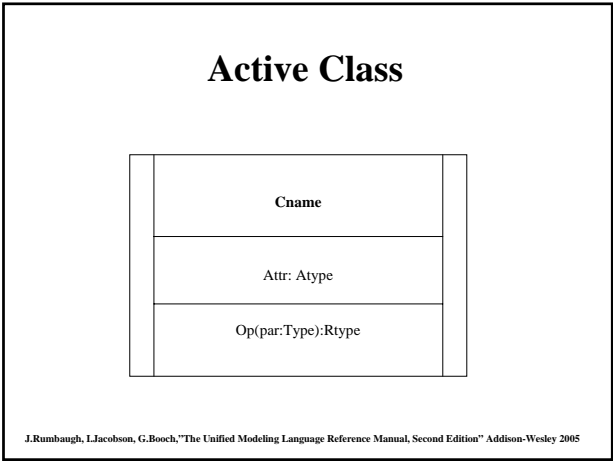 Active Class
Cname
Attr: Atype
Op(par:Type):Rtype
J.Rumbaugh, I.Jacobson, G.Booch,”The Unified Modeling Language Reference Manual, Second Edition” Addison-Wesley 2005